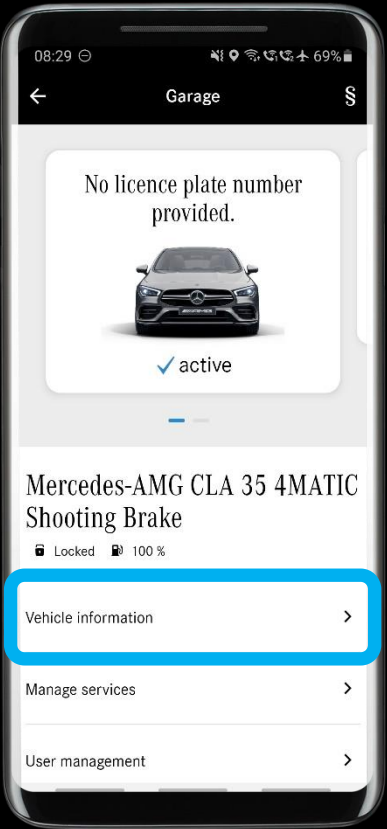 08:29 69%
Garage §
No licence plate number
provided.
active
Mercedes-AMG CLA 35 4MATIC
Shooting Brake
Locked 100 %
Vehicle information
Manage services
User management